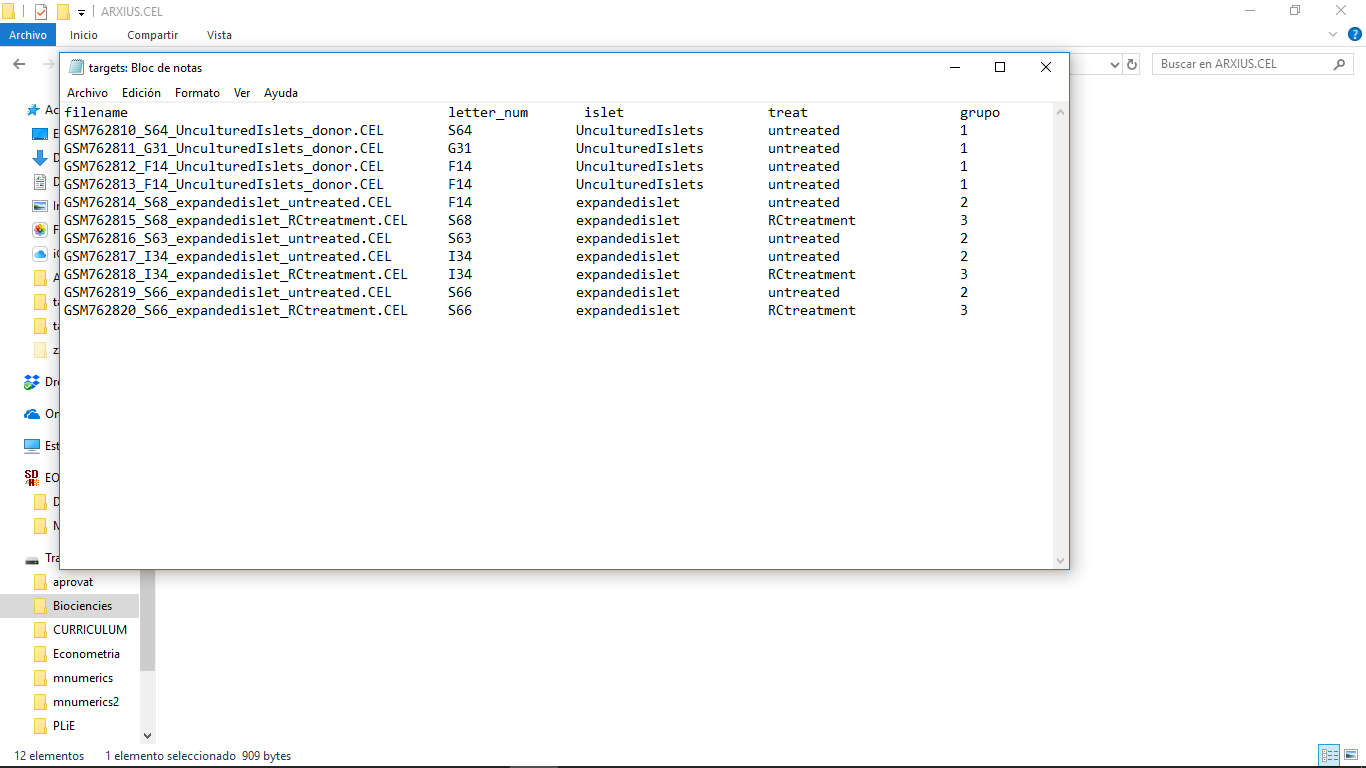 ARXIUS.CEL
Archivo Inicio Compartir Vista
Buscar en ARXIUS.CEL
targets: Bloc de notas
Archivo Edición Formato Ver Ayuda
filename letter_num islet treat grupo
GSM762810_S64_UnculturedIslets_donor.CEL S64 UnculturedIslets untreated 1
GSM762811_G31_UnculturedIslets_donor.CEL G31 UnculturedIslets untreated 1
GSM762812_F14_UnculturedIslets_donor.CEL F14 UnculturedIslets untreated 1
GSM762813_F14_UnculturedIslets_donor.CEL F14 UnculturedIslets untreated 1
GSM762814_S68_expandedislet_untreated.CEL F14 expandedislet untreated 2
GSM762815_S68_expandedislet_RCtreatment.CEL S68 expandedislet RCtreatment 3
GSM762816_S63_expandedislet_untreated.CEL S63 expandedislet untreated 2
GSM762817_I34_expandedislet_untreated.CEL I34 expandedislet untreated 2
GSM762818_I34_expandedislet_RCtreatment.CEL I34 expandedislet RCtreatment 3
GSM762819_S66_expandedislet_untreated.CEL S66 expandedislet untreated 2
GSM762820_S66_expandedislet_RCtreatment.CEL S66 expandedislet RCtreatment 3
aprovat
Biociencies
CURRICULUM
Econometria
mnumerics
mnumerics2
PLiE
12 elementos 1 elemento seleccionado 909 bytes